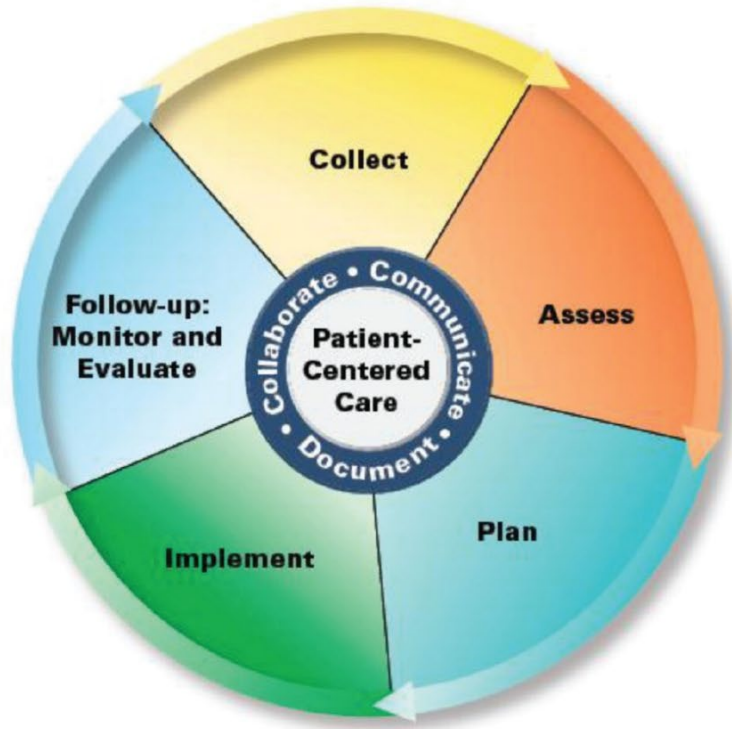 Collect
Assess
Plan
Implement
Follow-up:
Monitor and
Evaluate
Collaborate • Communicate • Document •
Patient-
Centered
Care